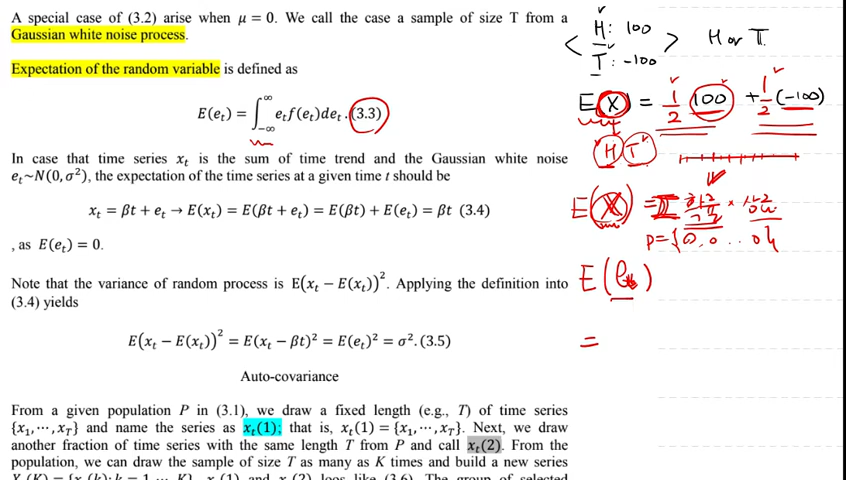 A special case of (3.2) arise when μ = 0. We call the case a sample of size T from a
Gaussian white noise process.
Expectation of the random variable is defined as
E(e_t) = ∫_{-∞}^{∞} e_t f(e_t)de_t. (3.3)
In case that time series x_t is the sum of time trend and the Gaussian white noise
e_t~N(0, σ²), the expectation of the time series at a given time t should be
x_t = βt + e_t → E(x_t) = E(βt + e_t) = E(βt) + E(e_t) = βt (3.4)
, as E(e_t) = 0.
Note that the variance of random process is E(x_t − E(x_t))². Applying the definition into
(3.4) yields
E(x_t − E(x_t))² = E(x_t − βt)² = E(e_t)² = σ². (3.5)
Auto-covariance
From a given population P in (3.1), we draw a fixed length (e.g., T) of time series
{x_1,⋯,x_T} and name the series as x_t(1); that is, x_t(1) = {x_1,⋯,x_T}. Next, we draw
another fraction of time series with the same length T from P and call x_t(2). From the
population, we can draw the sample of size T as many as K times and build a new series
H: 100
T: -100
H or T
E(X) = 1/2 100 + 1/2 (-100)
H T
E(X) =
E(e_t)
=